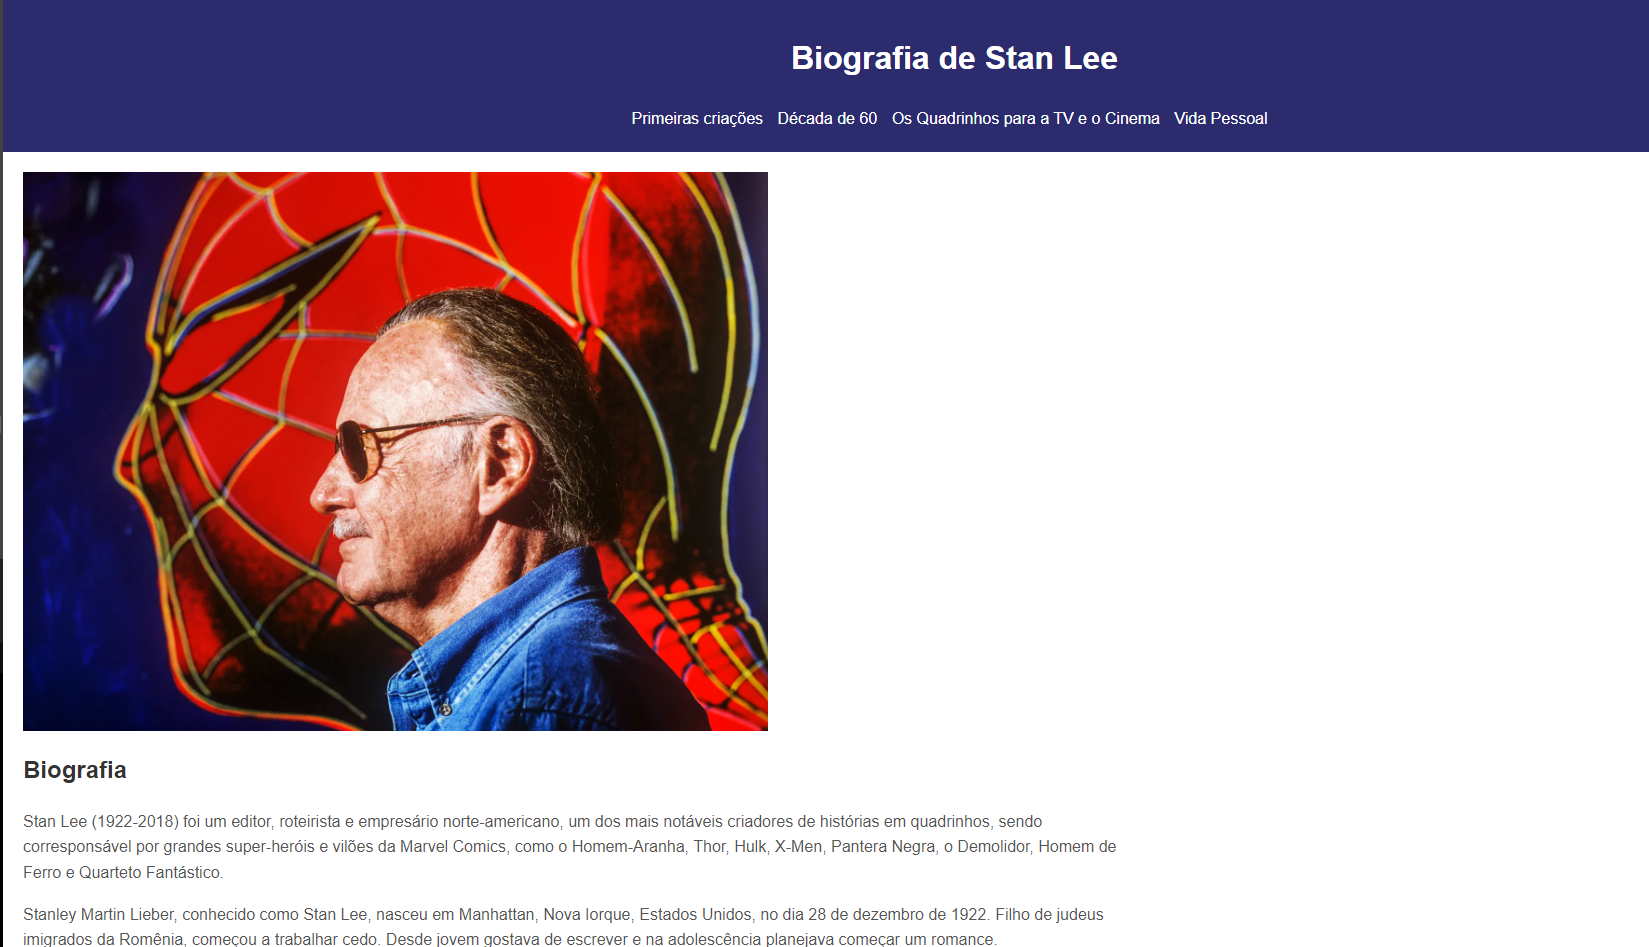 Biografia de Stan Lee
Primeiras criações Década de 60 Os Quadrinhos para a TV e o Cinema Vida Pessoal
Biografia
Stan Lee (1922-2018) foi um editor, roteirista e empresário norte-americano, um dos mais notáveis criadores de histórias em quadrinhos, sendo
corresponsável por grandes super-heróis e vilões da Marvel Comics, como o Homem-Aranha, Thor, Hulk, X-Men, Pantera Negra, o Demolidor, Homem de
Ferro e Quarteto Fantástico.
Stanley Martin Lieber, conhecido como Stan Lee, nasceu em Manhattan, Nova Iorque, Estados Unidos, no dia 28 de dezembro de 1922. Filho de judeus
imigrados da Romênia, começou a trabalhar cedo. Desde jovem gostava de escrever e na adolescência planejava começar um romance.